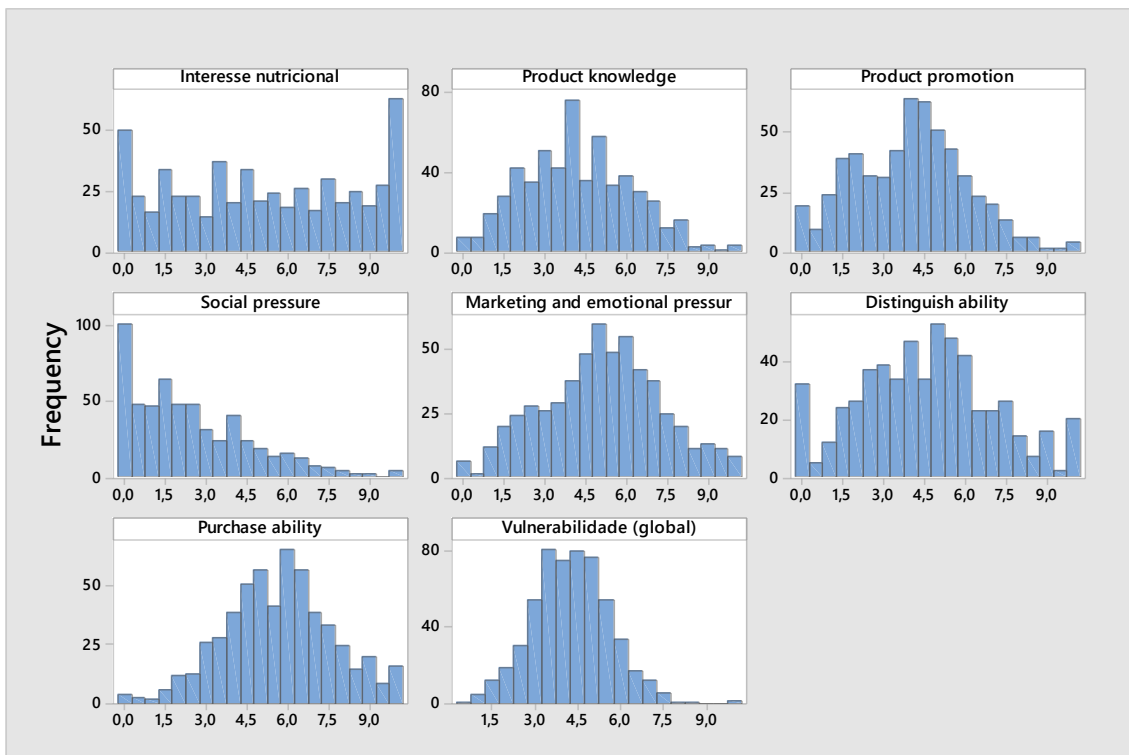 Interesse nutricional
Product knowledge
Product promotion
50
25
0
0,0 1,5 3,0 4,5 6,0 7,5 9,0
80
40
0
0,0 1,5 3,0 4,5 6,0 7,5 9,0
50
25
0
0,0 1,5 3,0 4,5 6,0 7,5 9,0
Frequency
Social pressure
Marketing and emotional pressur
Distinguish ability
100
50
0
0,0 1,5 3,0 4,5 6,0 7,5 9,0
50
25
0
0,0 1,5 3,0 4,5 6,0 7,5 9,0
40
20
0
0,0 1,5 3,0 4,5 6,0 7,5 9,0
Purchase ability
Vulnerabilidade (global)
50
25
0
0,0 1,5 3,0 4,5 6,0 7,5 9,0
80
40
0
1,5 3,0 4,5 6,0 7,5 9,0